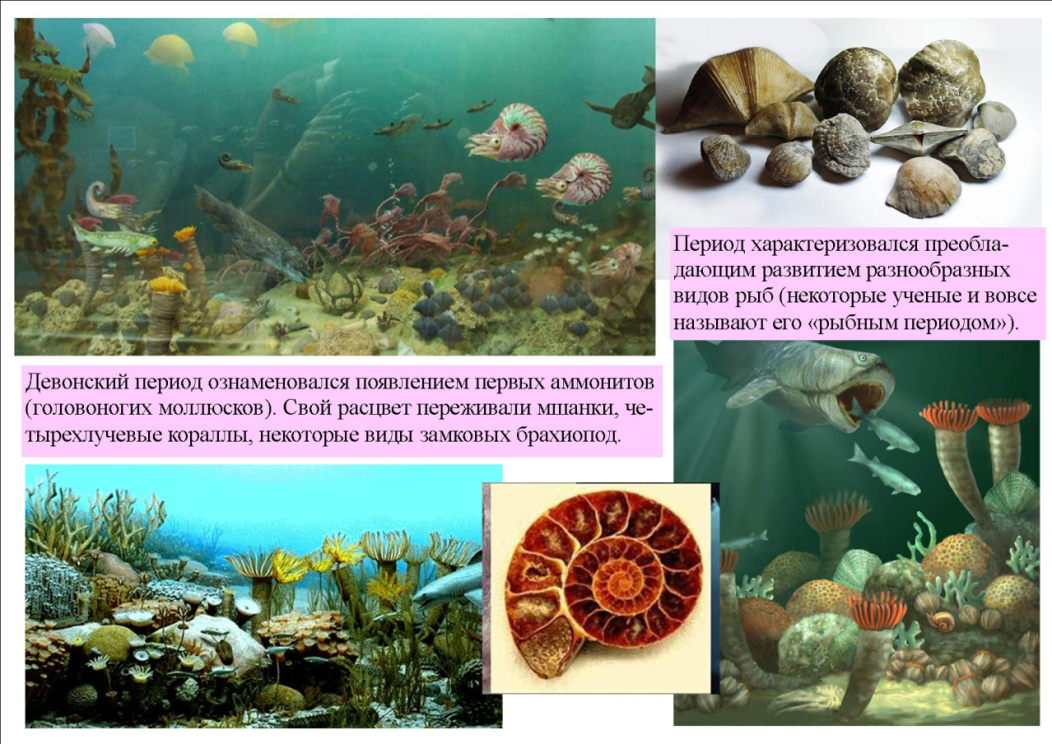 Период характеризовался преобла-
дающим развитием разнообразных
видов рыб (некоторые ученые и вовсе
называют его «рыбным периодом»).
Девонский период ознаменовался появлением первых аммонитов
(головоногих моллюсков). Свой расцвет переживали мшанки, че-
тырехлучевые кораллы, некоторые виды замковых брахиопод.